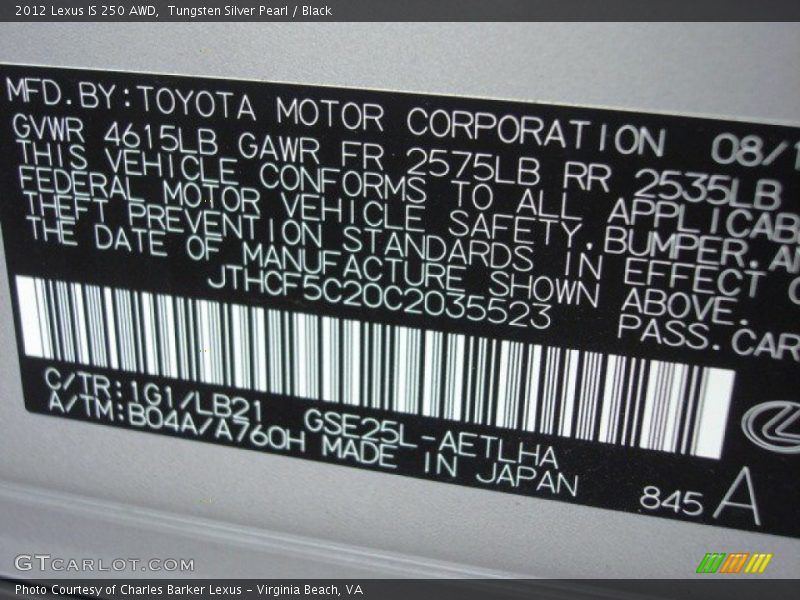 2012 Lexus IS 250 AWD, Tungsten Silver Pearl / Black
MFD.BY:TOYOTA MOTOR CORPORATION 08/1
GVWR 4615LB GAWR FR 2575LB RR 2535LB
THIS VEHICLE CONFORMS TO ALL APPLICAB
FEDERAL MOTOR VEHICLE SAFETY.BUMPER.AN
THEFT PREVENTION STANDARDS IN EFFECT O
THE DATE OF MANUFACTURE SHOWN ABOVE.
JTHCF5C20C2035523 PASS.CAR
C/TR:1G1/LB21 GSE25L-AETLHA
A/TM:B04A/A760H MADE IN JAPAN
845 A
GTCARLOT.COM
Photo Courtesy of Charles Barker Lexus - Virginia Beach, VA